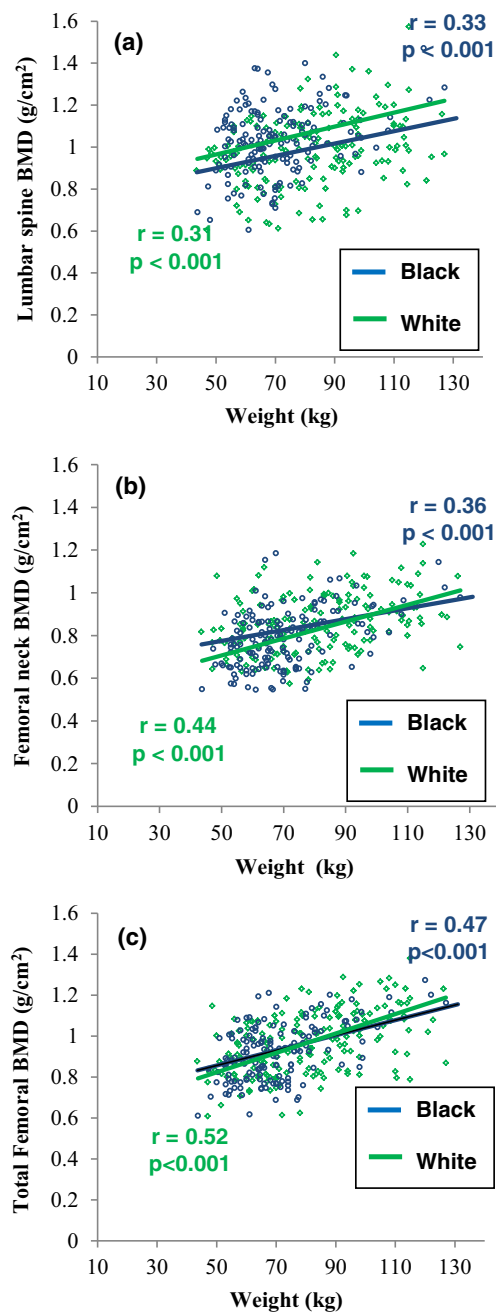 (a)
r = 0.33
p < 0.001
1.6
1.4
1.2
1
0.8
0.6
0.4
0.2
0
Lumbar spine BMD (g/cm²)
r = 0.31
p < 0.001
Black
White
10 30 50 70 90 110 130
Weight (kg)
(b)
r = 0.36
p < 0.001
1.6
1.4
1.2
1
0.8
0.6
0.4
0.2
0
Femoral neck BMD (g/cm²)
r = 0.44
p < 0.001
Black
White
10 30 50 70 90 110 130
Weight (kg)
(c)
r = 0.47
p<0.001
1.6
1.4
1.2
1
0.8
0.6
0.4
0.2
0
Total Femoral BMD (g/cm²)
r = 0.52
p<0.001
Black
White
10 30 50 70 90 110 130
Weight (kg)